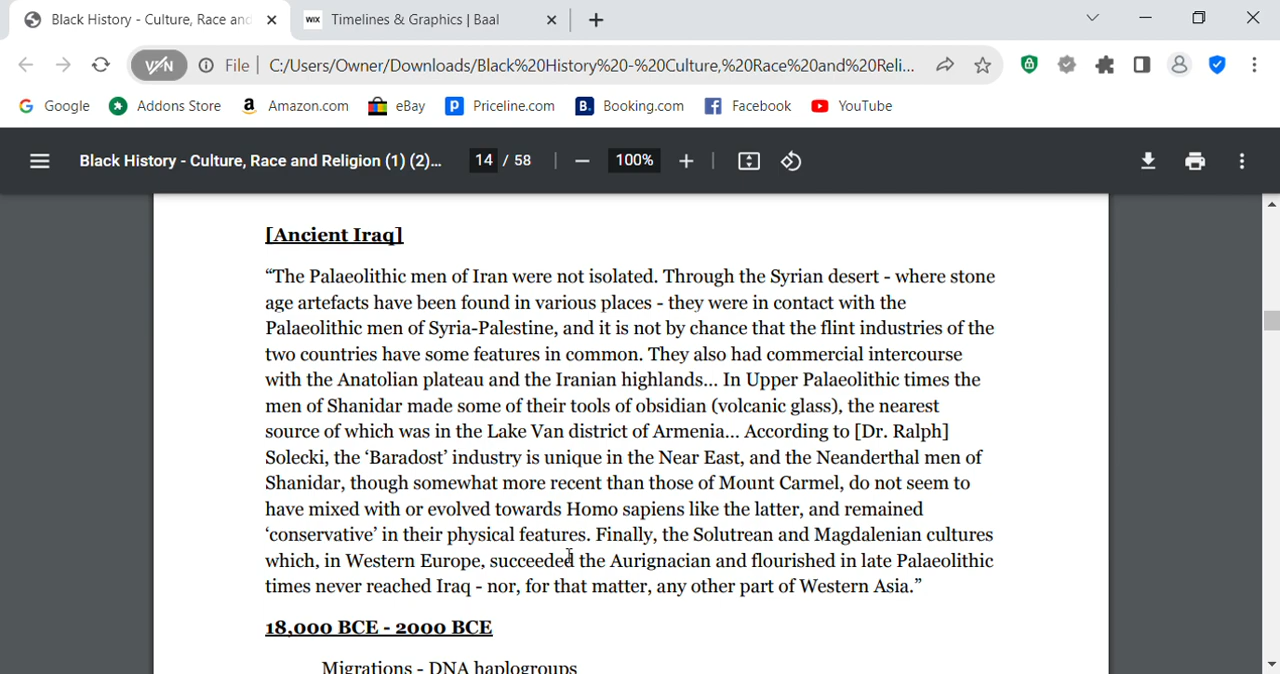 Black History - Culture, Race and
WIX Timelines & Graphics | Baal
VPN File C:/Users/Owner/Downloads/Black%20History%20-%20Culture,%20Race%20and%20Reli...
G Google Addons Store a Amazon.com eBay P Priceline.com B. Booking.com Facebook YouTube
Black History - Culture, Race and Religion (1) (2)... 14 / 58 100%
[Ancient Iraq]
“The Palaeolithic men of Iran were not isolated. Through the Syrian desert - where stone
age artefacts have been found in various places - they were in contact with the
Palaeolithic men of Syria-Palestine, and it is not by chance that the flint industries of the
two countries have some features in common. They also had commercial intercourse
with the Anatolian plateau and the Iranian highlands... In Upper Palaeolithic times the
men of Shanidar made some of their tools of obsidian (volcanic glass), the nearest
source of which was in the Lake Van district of Armenia... According to [Dr. Ralph]
Solecki, the ‘Baradost’ industry is unique in the Near East, and the Neanderthal men of
Shanidar, though somewhat more recent than those of Mount Carmel, do not seem to
have mixed with or evolved towards Homo sapiens like the latter, and remained
‘conservative’ in their physical features. Finally, the Solutrean and Magdalenian cultures
which, in Western Europe, succeeded the Aurignacian and flourished in late Palaeolithic
times never reached Iraq - nor, for that matter, any other part of Western Asia.”
18,000 BCE - 2000 BCE
Migrations - DNA haplogroups